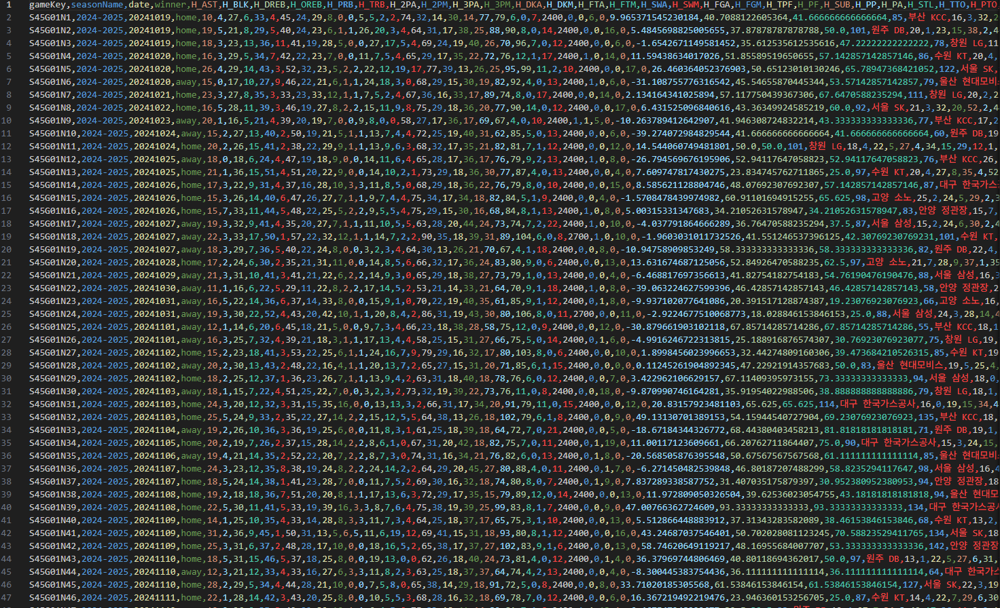 1 gameKey,seasonName,date,winner,H_AST,H_BLK,H_DREB,H_OREB,H_PRB,H_TRB,H_2PA,H_2PM,H_3PA,H_3PM,H_DKA,H_DKM,H_FTA,H_FTM,H_SWA,H_SWM,H_FGA,H_FGM,H_TPF,H_PF,H_SUB,H_PP,H_PA,H_STL,H_TTO,H_PTO
2 S45G01N1,2024-2025,20241019,home,10,4,27,6,33,4,45,24,29,8,0,0,5,5,2,2,74,32,14,30,14,77,79,6,0,7,2400,0,0,6,0,9.965371545230184,40.7088122605364,41.666666666666664,85,부산 KCC,16,3,32,2
3 S45G01N2,2024-2025,20241019,home,19,5,21,8,29,5,40,24,23,6,1,1,26,20,3,4,64,31,17,38,25,88,90,8,0,14,2400,0,0,16,0,5.4845698825005655,37.87878787878788,50.0,101,원주 DB,20,1,23,15,38,2,4
4 S45G01N3,2024-2025,20241019,home,18,3,23,13,36,11,41,19,28,5,0,0,27,17,5,4,69,24,19,40,26,70,96,7,0,12,2400,0,0,6,0,-1.6542671149581452,35.612535612535616,47.22222222222222,78,창원 LG,11
5 S45G01N4,2024-2025,20241020,home,16,3,29,5,34,7,42,22,23,7,0,0,11,7,5,4,65,29,17,31,22,72,76,12,1,17,2400,1,0,14,0,11.59438634017026,51.85589519650655,57.142857142857146,86,수원 KT,20,4,
6 S45G01N5,2024-2025,20241020,home,26,4,29,14,43,3,52,32,23,5,2,2,22,12,19,17,77,39,13,26,25,95,99,11,2,10,2400,0,0,17,0,26.460364052376903,50.65123010130246,65.78947368421052,122,서울 SK,
7 S45G01N6,2024-2025,20241020,away,15,0,17,10,27,9,46,22,21,6,1,1,24,18,3,0,68,29,15,30,19,82,92,4,0,13,2400,1,0,6,0,-31.108755776316542,45.54655870445344,53.57142857142857,79,울산 현대모비스
8 S45G01N7,2024-2025,20241021,away,23,3,27,8,35,3,33,23,33,12,1,1,7,5,2,4,67,36,16,33,17,89,74,8,0,17,2400,0,0,14,0,2.134164341025894,57.117750439367306,67.6470588235294,111,창원 LG,20,2,2
9 S45G01N8,2024-2025,20241022,home,16,5,28,11,39,3,46,19,27,8,2,2,15,11,9,8,75,29,18,36,20,77,90,14,0,12,2400,0,0,17,0,6.431525096840616,43.36349924585219,60.0,92,서울 SK,21,3,32,20,52,2,4
10 S45G01N9,2024-2025,20241023,away,20,1,16,5,21,4,39,20,19,7,0,0,9,8,0,0,58,27,17,36,17,69,67,4,0,10,2400,1,1,5,0,-10.263789412642907,41.946308724832214,43.333333333333336,77,부산 KCC,17,2
11 S45G01N10,2024-2025,20241024,away,15,2,27,13,40,2,50,19,21,5,1,1,13,7,4,4,72,25,19,40,31,62,85,5,0,13,2400,0,0,6,0,-39.274072984829544,41.666666666666664,41.666666666666664,60,원주 DB,19
12 S45G01N11,2024-2025,20241024,home,20,2,26,15,41,2,38,22,29,9,1,1,13,9,6,3,68,32,17,35,21,82,81,7,1,12,2400,0,0,12,0,14.544060749481801,50.0,50.0,101,창원 LG,18,4,22,5,27,4,34,15,29,12,1,
13 S45G01N12,2024-2025,20241025,away,18,0,18,6,24,4,47,19,18,9,0,0,14,11,6,4,65,28,17,36,17,76,79,9,2,13,2400,1,0,8,0,-26.794569676195906,52.94117647058823,52.94117647058823,76,부산 KCC,26,
14 S45G01N13,2024-2025,20241025,home,21,1,36,15,51,4,51,20,22,9,0,0,14,10,2,1,73,29,18,36,30,77,87,4,0,13,2400,0,0,4,0,7.609747817430275,23.834745762711865,25.0,97,수원 KT,20,4,27,8,35,4,52
15 S45G01N14,2024-2025,20241026,home,17,3,22,9,31,4,37,16,28,10,3,3,11,8,5,0,68,29,18,36,22,76,79,8,0,10,2400,0,0,15,0,8.585621128804746,48.07692307692307,57.142857142857146,87,대구 한국가스
16 S45G01N15,2024-2025,20241026,home,15,3,26,14,40,6,47,26,27,7,1,1,9,7,4,4,75,34,17,34,18,82,84,5,1,9,2400,0,0,4,0,-1.5708478439974982,60.91101694915255,65.625,98,고양 소노,25,2,24,5,29,2,3
17 S45G01N16,2024-2025,20241026,home,15,7,33,11,44,5,48,22,25,5,2,2,9,5,5,4,75,29,15,30,16,68,84,8,1,13,2400,1,0,8,0,5.00315331347683,34.21052631578947,34.21052631578947,83,안양 정관장,15,7,
18 S45G01N17,2024-2025,20241027,away,19,3,32,9,41,4,35,20,27,7,1,1,11,10,5,5,63,28,20,44,24,73,74,7,2,22,2400,1,0,10,0,-4.037791864666289,36.76470588235294,37.5,87,서울 삼성,15,2,24,6,30,2,4
19 S45G01N18,2024-2025,20241027,away,22,3,33,17,50,1,57,22,32,12,1,1,14,7,2,2,90,35,18,39,31,89,104,6,0,8,2700,1,0,10,0,-1.9603031011732526,41.551246537396125,42.30769230769231,101,수원 KT,
20 S45G01N19,2024-2025,20241027,away,18,3,29,7,36,5,40,22,24,8,0,0,3,2,3,4,64,30,13,26,21,70,67,4,1,18,2400,0,0,8,0,-10.94758909853249,58.333333333333336,58.333333333333336,82,원주 DB,22,4,
21 S45G01N20,2024-2025,20241028,home,17,2,24,6,30,2,35,21,31,11,0,0,14,8,5,6,66,32,17,36,24,83,80,9,0,6,2400,0,0,13,0,13.631674687125056,52.84926470588235,62.5,97,고양 소노,21,7,28,9,37,1,35
22 S45G01N21,2024-2025,20241029,away,21,3,31,10,41,3,41,21,22,6,2,2,14,9,3,0,65,29,18,38,27,73,79,1,0,13,2400,0,0,4,0,-6.468817697356613,41.82754182754183,54.76190476190476,88,서울 삼성,16,3
23 S45G01N22,2024-2025,20241030,away,11,1,16,6,22,5,29,11,22,8,2,2,17,14,5,2,53,21,14,33,21,64,70,9,1,18,2400,1,0,8,0,-39.063224627599396,46.42857142857143,46.42857142857143,58,안양 정관장,2
24 S45G01N23,2024-2025,20241031,away,16,5,22,14,36,6,37,14,33,8,0,0,15,9,1,0,70,22,19,40,35,61,85,9,1,12,2400,0,1,8,0,-9.937102077641086,20.391517128874387,19.23076923076923,66,고양 소노,16,
25 S45G01N24,2024-2025,20241031,away,19,3,30,22,52,4,43,20,42,10,1,1,20,8,4,2,86,31,19,43,30,80,106,8,0,11,2700,0,0,11,0,-2.9224677510068773,18.028846153846153,25.0,88,서울 삼성,24,3,28,14,4
26 S45G01N25,2024-2025,20241101,away,12,1,14,6,20,6,45,18,21,5,0,0,9,7,3,4,66,23,18,38,28,58,75,12,0,9,2400,0,0,12,0,-30.879661903102118,67.85714285714286,67.85714285714286,55,부산 KCC,18,1
27 S45G01N26,2024-2025,20241101,away,16,3,25,7,32,4,39,21,18,3,1,1,17,13,4,4,58,25,15,31,27,66,75,5,0,14,2400,0,1,6,0,-4.9916246722313815,25.188916876574307,30.76923076923077,75,창원 LG,19,
28 S45G01N27,2024-2025,20241102,home,15,2,23,18,41,3,53,22,25,6,1,1,24,16,7,9,79,29,16,32,17,80,103,8,0,6,2400,0,0,10,0,1.8998456023996653,32.44274809160306,39.473684210526315,85,수원 KT,19
29 S45G01N28,2024-2025,20241102,home,20,2,30,13,43,2,48,22,16,4,1,1,20,13,7,2,65,27,15,31,20,71,85,6,1,15,2400,0,0,0,0,0.11245261904892345,47.22921914357683,50.0,83,울산 현대모비스,19,5,25,4,
30 S45G01N29,2024-2025,20241102,home,18,2,25,12,37,1,36,23,26,7,1,1,13,9,4,2,63,31,18,40,18,78,76,6,0,12,2400,0,0,7,0,3.422962106629157,67.11409395973155,73.33333333333333,94,서울 삼성,18,0,
31 S45G01N30,2024-2025,20241103,away,18,1,15,7,22,4,51,25,22,7,0,0,3,2,3,2,73,32,19,39,22,73,76,11,0,8,2400,0,0,18,0,-9.870990746164281,35.91954022988506,38.888888888888886,79,창원 LG,18,1,
32 S45G01N31,2024-2025,20241103,home,24,3,20,12,32,3,31,15,35,16,0,0,13,13,3,2,66,31,17,34,20,91,79,11,0,15,2400,0,0,12,0,20.83157923481103,65.625,65.625,114,대구 한국가스공사,16,0,19,15,34,4
33 S45G01N32,2024-2025,20241103,home,25,5,24,9,33,2,35,22,27,14,2,2,15,12,5,5,64,38,13,26,18,102,79,6,1,8,2400,0,0,9,0,49.13130701389153,54.15944540727904,69.23076923076923,135,부산 KCC,18,
34 S45G01N33,2024-2025,20241104,away,19,2,26,10,36,3,36,19,25,6,0,0,11,8,3,1,61,25,18,39,18,64,72,7,0,21,2400,0,0,5,0,-18.67184344326772,68.44380403458213,81.81818181818181,71,원주 DB,19,1,
35 S45G01N34,2024-2025,20241105,home,20,2,19,7,26,2,37,15,28,14,2,2,8,6,1,0,67,31,20,42,18,82,75,7,0,11,2400,0,1,19,0,11.00117123609661,66.20762711864407,75.0,90,대구 한국가스공사,15,3,24,15,
36 S45G01N35,2024-2025,20241106,away,19,4,21,14,35,2,52,22,20,7,2,2,8,7,3,0,74,31,16,34,21,76,82,6,0,13,2400,0,1,8,0,-20.568505876395548,50.67567567567568,61.111111111111114,85,울산 현대모비
37 S45G01N36,2024-2025,20241107,away,24,3,23,12,35,8,38,19,24,8,2,2,24,14,2,2,64,29,20,45,27,80,88,4,0,11,2400,0,1,7,0,-6.271450482539848,46.80187207488299,58.8235294117647,98,서울 삼성,16,4
38 S45G01N37,2024-2025,20241107,home,18,5,24,14,38,1,41,23,28,7,0,0,11,7,5,2,69,30,16,32,18,74,80,8,0,7,2400,0,1,9,0,7.837289338587752,31.407035175879397,30.952380952380953,94,안양 정관장,18
39 S45G01N38,2024-2025,20241108,home,19,2,18,18,36,7,51,20,20,8,1,1,17,13,6,3,72,29,17,35,15,79,89,12,0,14,2400,0,0,13,0,11.972809050326504,39.62536023054755,43.18181818181818,94,울산 현대모
40 S45G01N39,2024-2025,20241108,home,22,5,30,11,41,5,33,19,39,16,3,3,8,7,6,4,75,38,19,39,25,99,83,8,1,7,2400,0,0,9,0,47.00766362724609,93.33333333333333,93.33333333333333,134,대구 한국가스공사
41 S45G01N40,2024-2025,20241109,home,14,1,25,10,35,4,33,14,28,8,3,3,11,7,3,4,64,25,18,37,17,65,75,3,1,10,2400,0,0,13,0,5.512866448883912,37.31343283582089,38.46153846153846,68,수원 KT,13,2,
42 S45G01N41,2024-2025,20241109,home,31,2,36,9,45,1,50,31,13,5,6,5,11,6,19,12,69,41,15,31,18,93,80,8,1,12,2400,0,0,16,0,43.24687037546401,50.702028081123245,70.58823529411765,134,서울 SK,18
43 S45G01N42,2024-2025,20241109,home,25,3,31,6,37,2,48,28,17,10,0,0,18,16,5,2,65,38,17,37,27,102,83,9,1,6,2400,0,0,13,0,58.74620649119217,48.16955684007707,53.333333333333336,142,안양 정관장
44 S45G01N43,2024-2025,20241110,home,18,5,31,15,46,5,37,18,25,8,0,0,19,13,0,0,62,26,18,40,24,73,81,4,0,12,2400,0,1,4,0,36.37969744806469,40.80118694362017,50.0,97,원주 DB,13,1,22,5,27,6,31,
45 S45G01N44,2024-2025,20241110,away,12,3,21,12,33,4,33,16,27,6,3,3,11,8,2,3,63,25,18,37,37,64,74,2,13,2400,0,0,4,0,-8.300445383754436,36.111111111111114,36.111111111111114,64,대구 한국가스
46 S45G01N45,2024-2025,20241110,home,28,2,29,5,34,4,44,28,21,10,0,0,7,5,8,0,65,38,14,29,18,91,72,5,0,8,2400,0,0,8,0,33.71020185305568,61.53846153846154,61.53846153846154,127,서울 SK,22,3,19
47 S45G01N46,2024-2025,20241111,home,22,1,28,14,42,3,43,20,25,8,0,0,10,5,5,3,68,28,16,32,18,69,78,7,0,12,2400,0,0,6,0,16.367219492219476,23.94636015325670​5,25.0,87,수원 KT,14,4,22,7,29,6,30